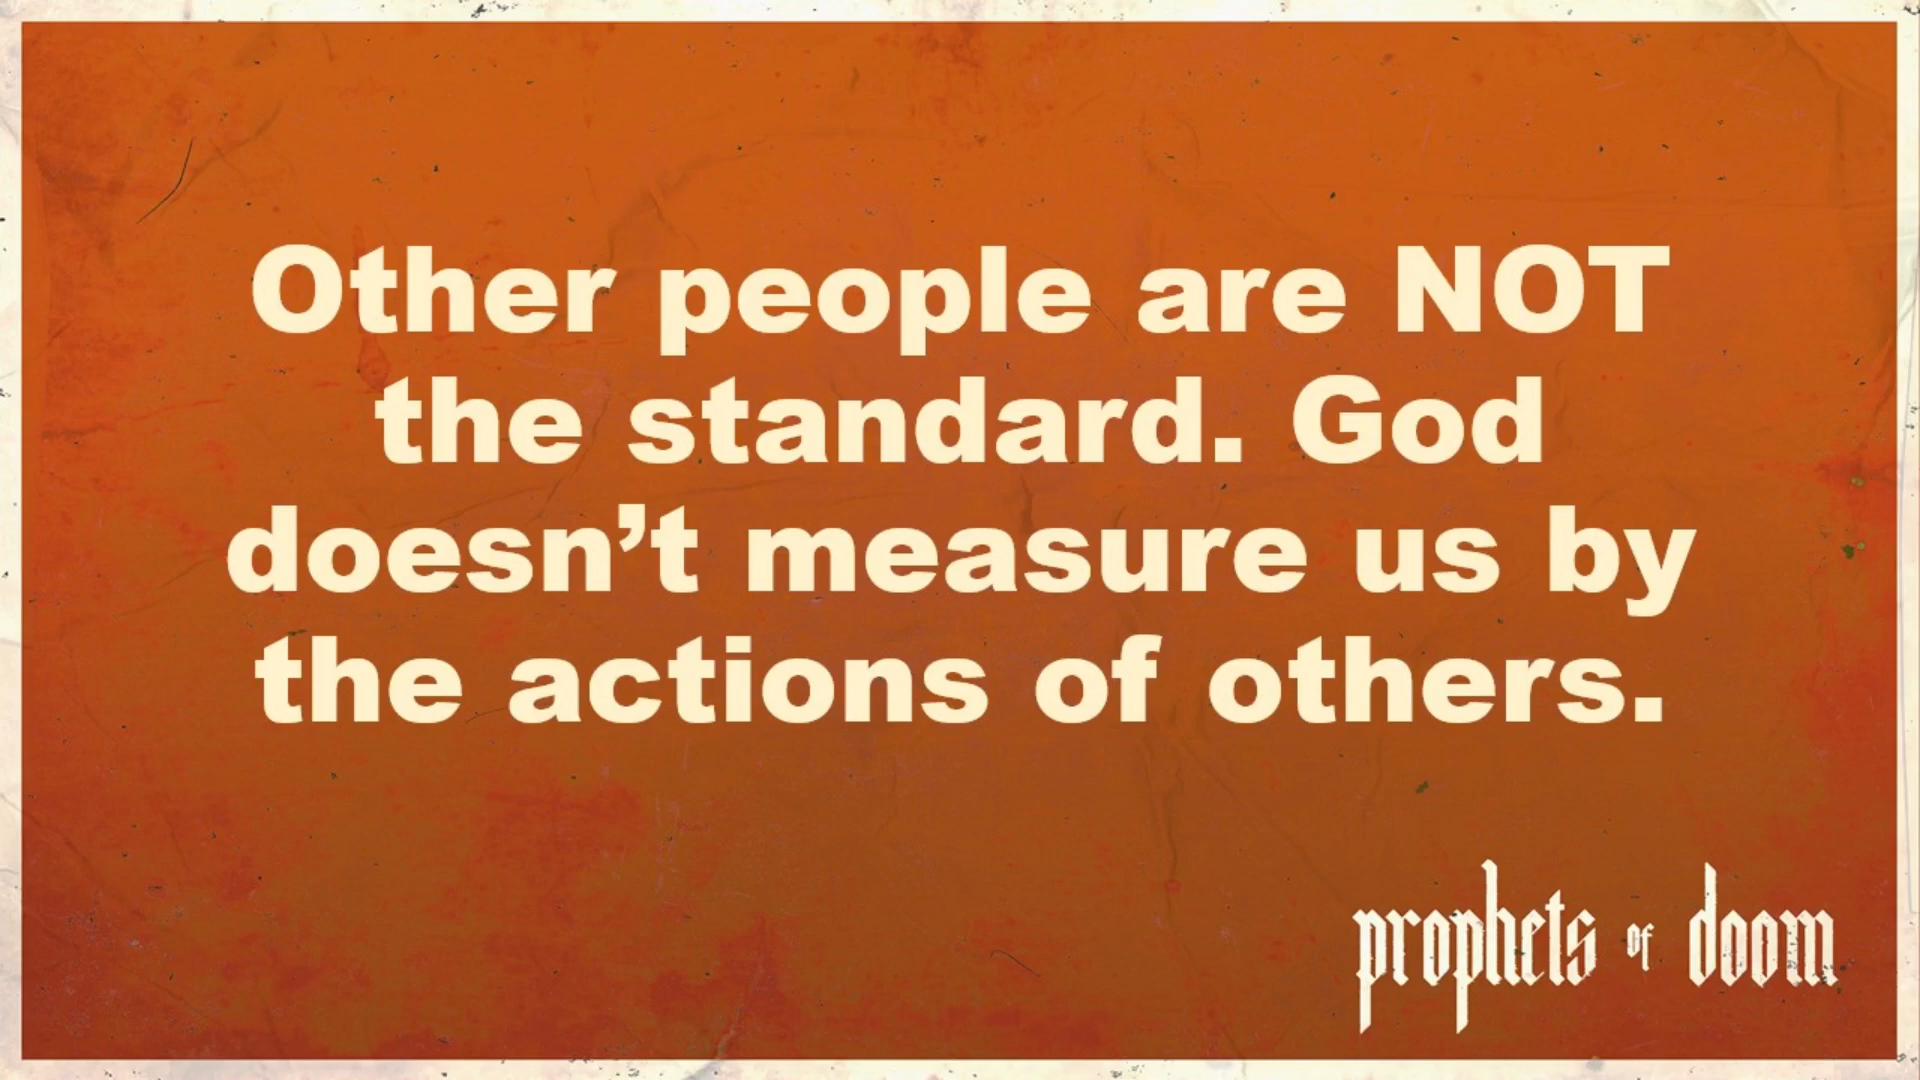 Other people are NOT
the standard. God
doesn’t measure us by
the actions of others.
prophets of doom